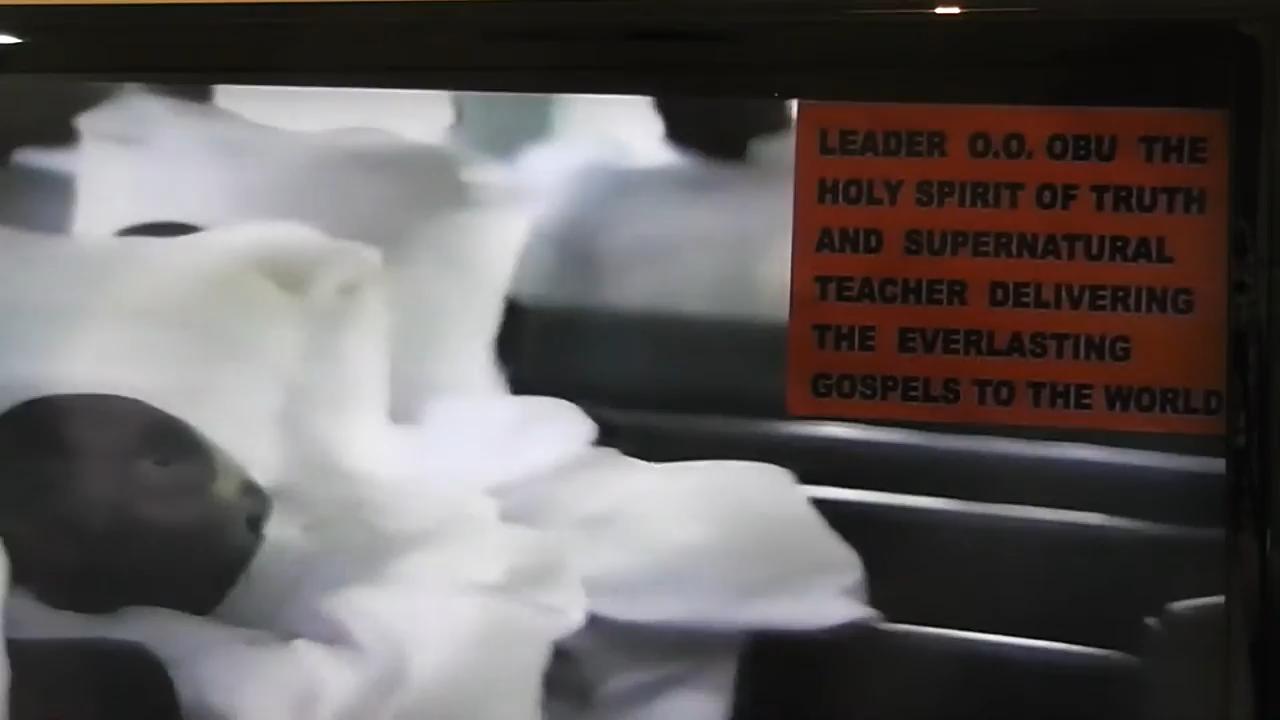 LEADER O.O. OBU THE
HOLY SPIRIT OF TRUTH
AND SUPERNATURAL
TEACHER DELIVERING
THE EVERLASTING
GOSPELS TO THE WORLD